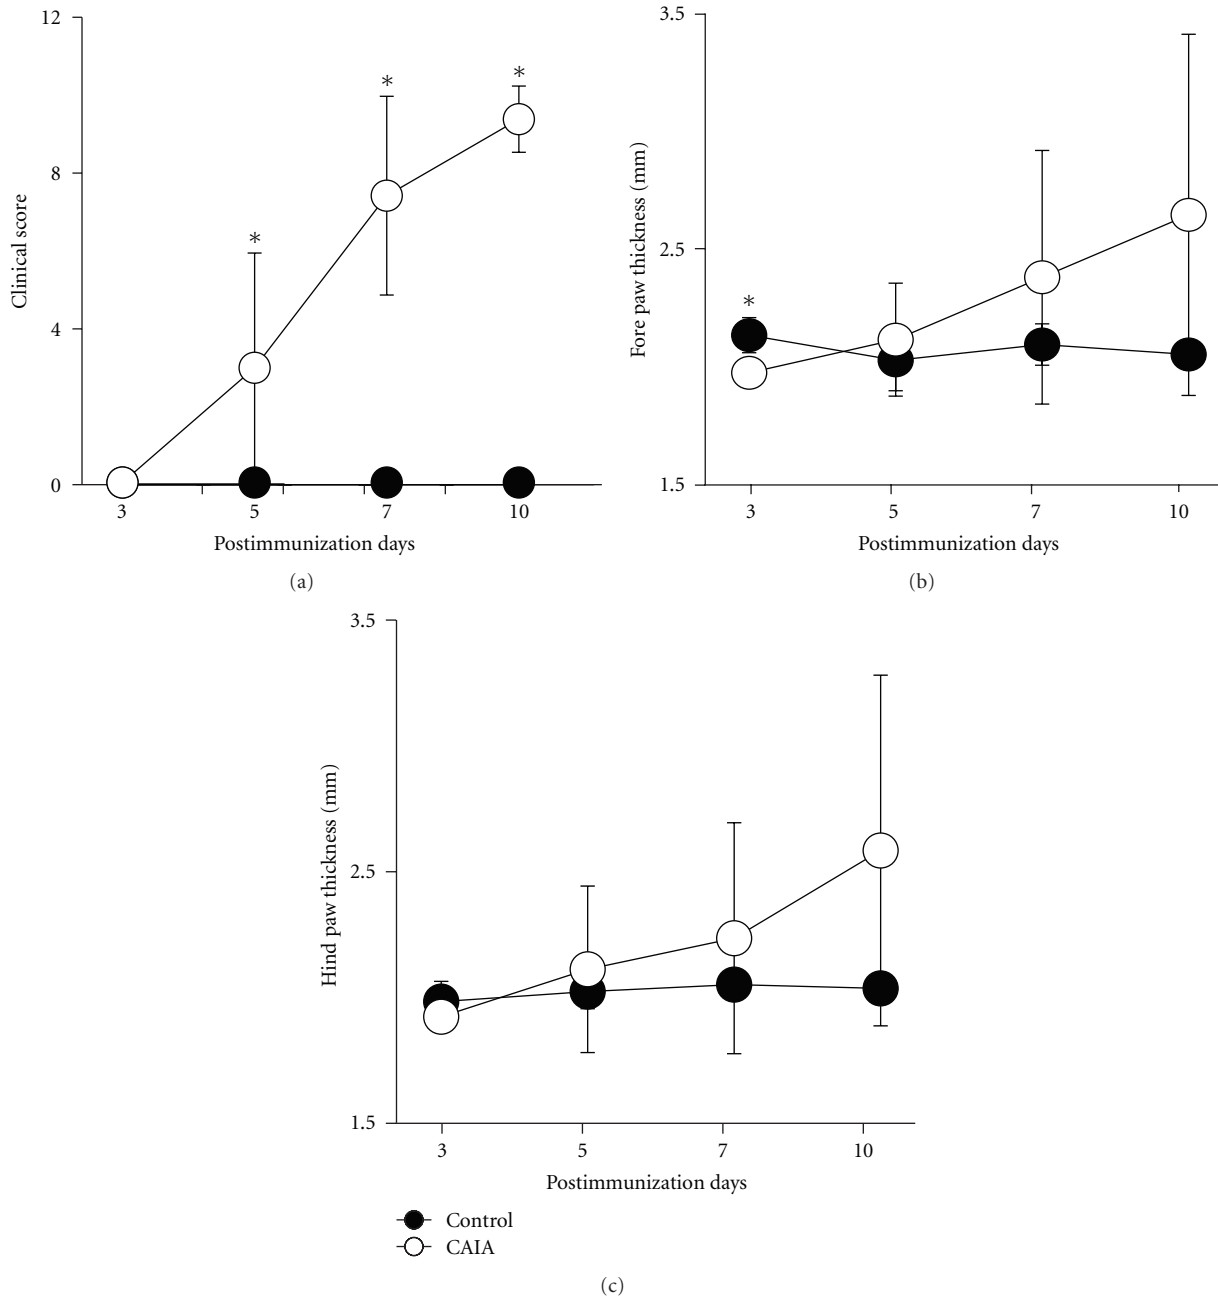 12
8
4
0
Clinical score
*
*
*
3 5 7 10
Postimmunization days
(a)
3.5
2.5
1.5
Fore paw thickness (mm)
*
3 5 7 10
Postimmunization days
(b)
3.5
2.5
1.5
Hind paw thickness (mm)
3 5 7 10
Postimmunization days
Control
CAIA
(c)